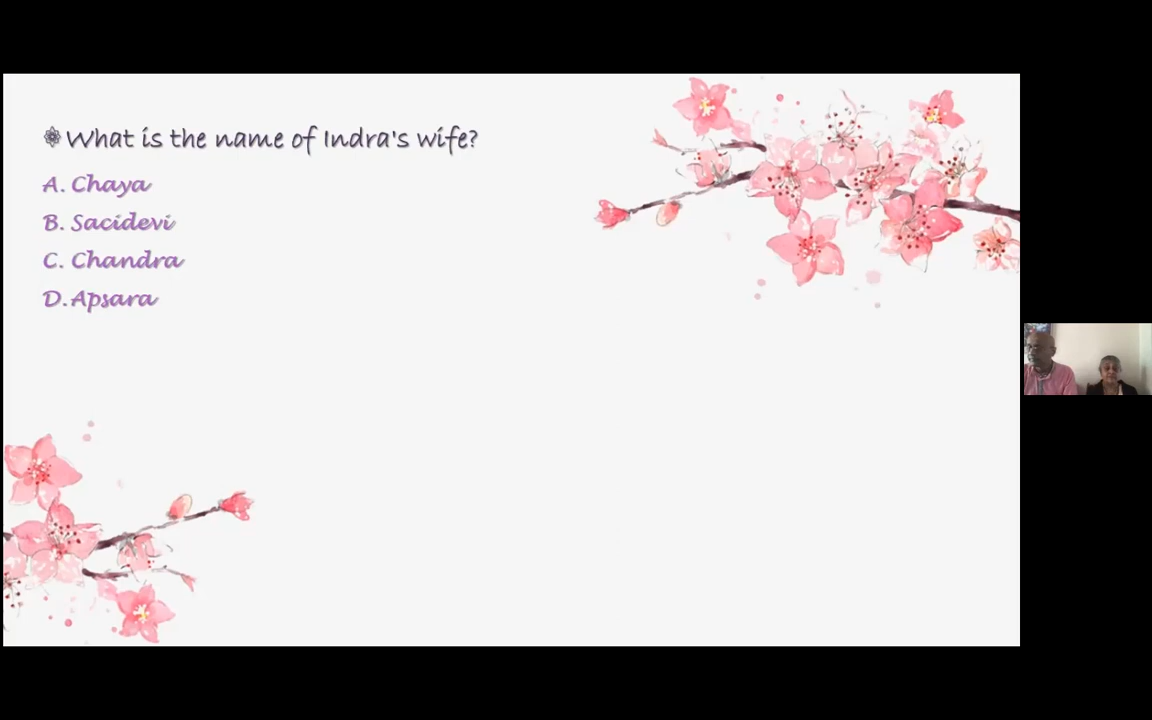 What is the name of Indra's wife?
A. Chaya
B. Sacidevi
C. Chandra
D. Apsara